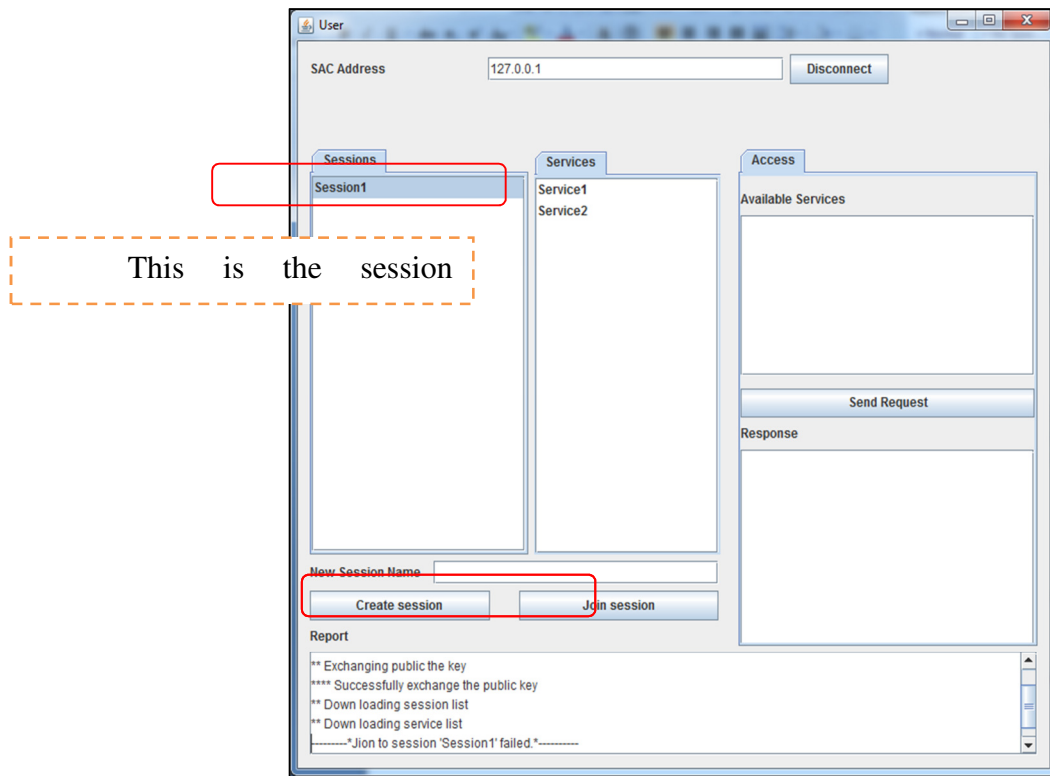 User
SAC Address
127.0.0.1
Disconnect
Sessions
Session1
Services
Service1
Service2
Access
Available Services
Send Request
Response
This is the session
New Session Name
Create session
Join session
Report
** Exchanging public the key
**** Successfully exchange the public key
** Down loading session list
** Down loading service list
---------*Jion to session 'Session1' failed.*----------